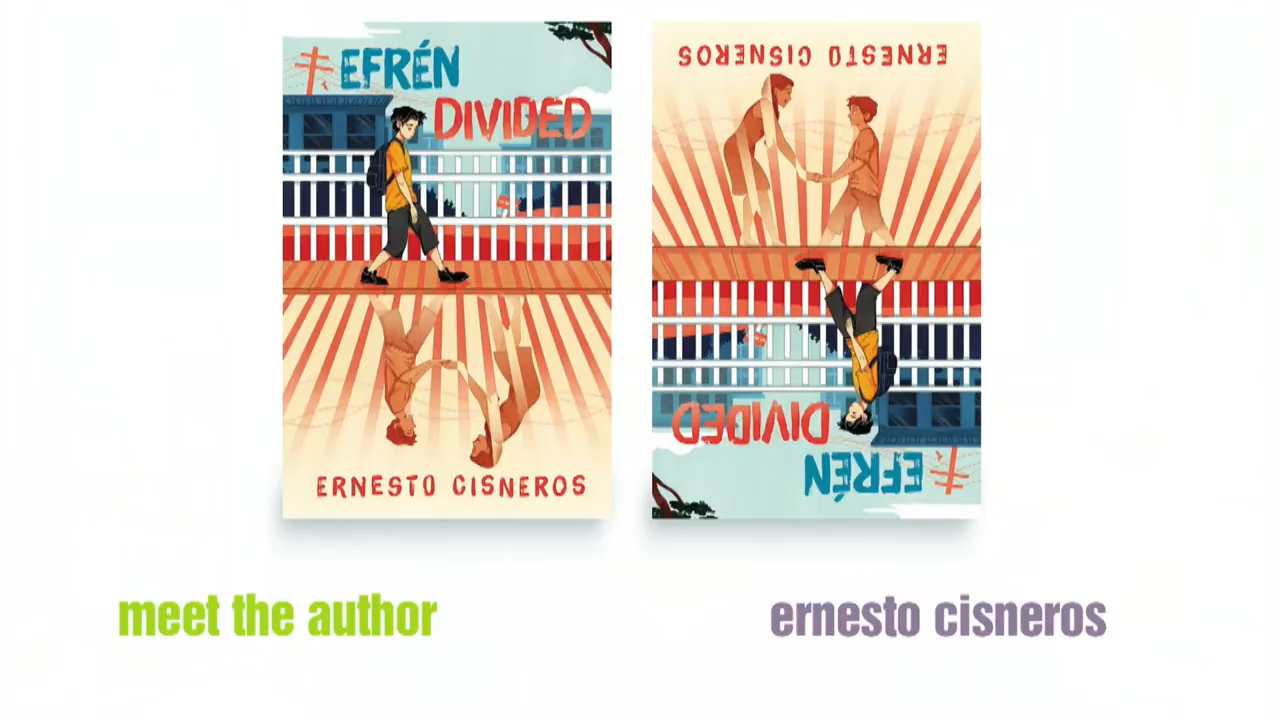 EFRÉN
DIVIDED
ERNESTO CISNEROS
ERNESTO CISNEROS
DIVIDED
EFRÉN
meet the author
ernesto cisneros